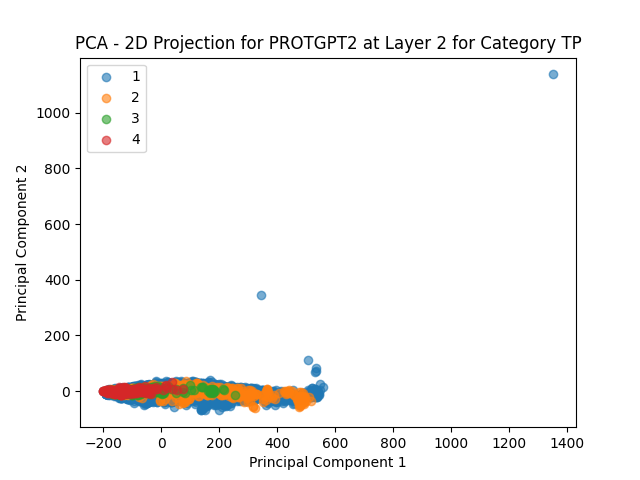 PCA - 2D Projection for PROTGPT2 at Layer 2 for Category TP
1
2
3
4
1000
800
600
400
200
0
Principal Component 2
−200 0 200 400 600 800 1000 1200 1400
Principal Component 1